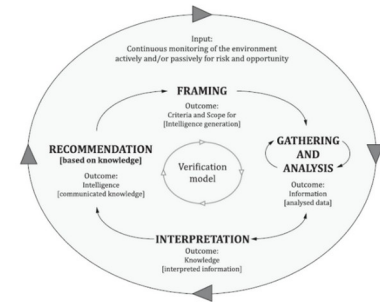 Input:
Continuous monitoring of the environment
actively and/or passively for risk and opportunity
FRAMING
Outcome:
Criteria and Scope for
[Intelligence generation]
RECOMMENDATION
[based on knowledge]
Outcome:
Intelligence
[communicated knowledge]
Verification
model
GATHERING
AND
ANALYSIS
Outcome:
Information
[analysed data]
INTERPRETATION
Outcome:
Knowledge
[interpreted information]